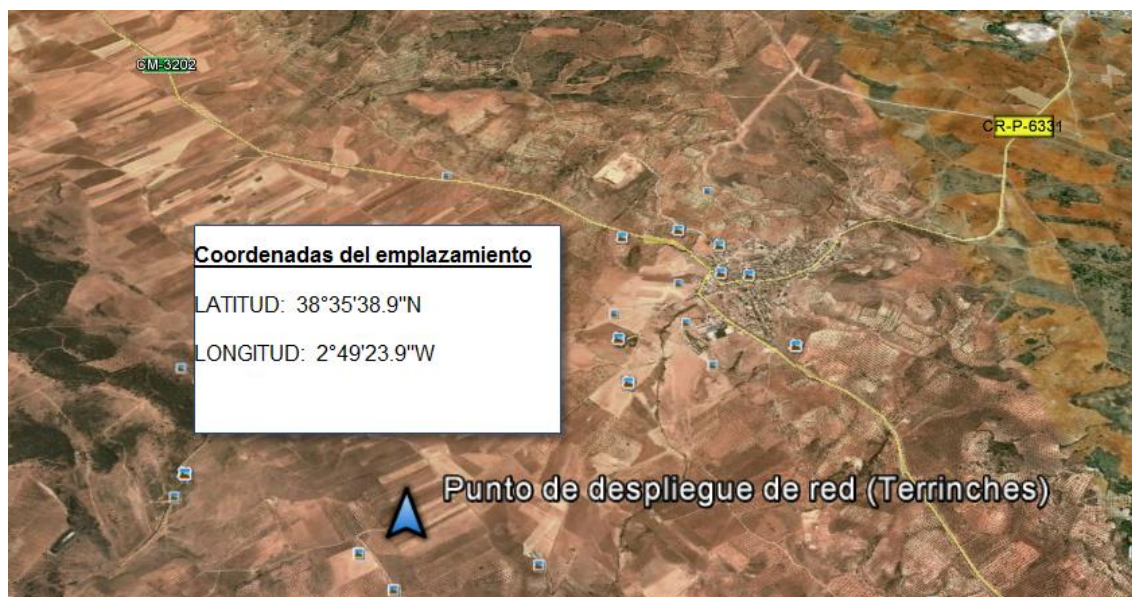 CM-3202
CR-P-6331
Coordenadas del emplazamiento
LATITUD: 38°35'38.9"N
LONGITUD: 2°49'23.9"W
Punto de despliegue de red (Terrinches)